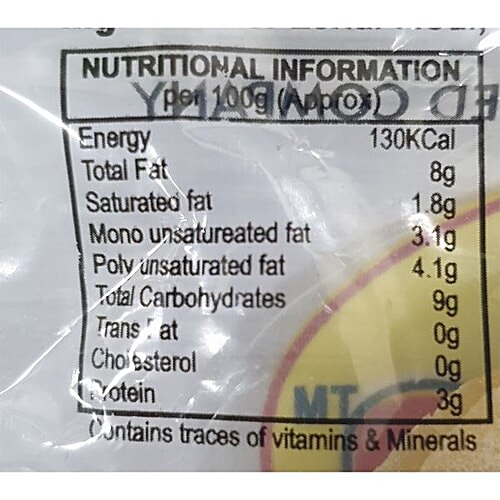 NUTRITIONAL INFORMATION
per 100g (Approx)
Energy 130KCal
Total Fat 8g
Saturated fat 1.8g
Mono unsatureated fat 3.1g
Poly unsaturated fat 4.1g
Total Carbohydrates 9g
Trans Fat 0g
Cholesterol 0g
Protein 3g
Contains traces of vitamins & Minerals
MT